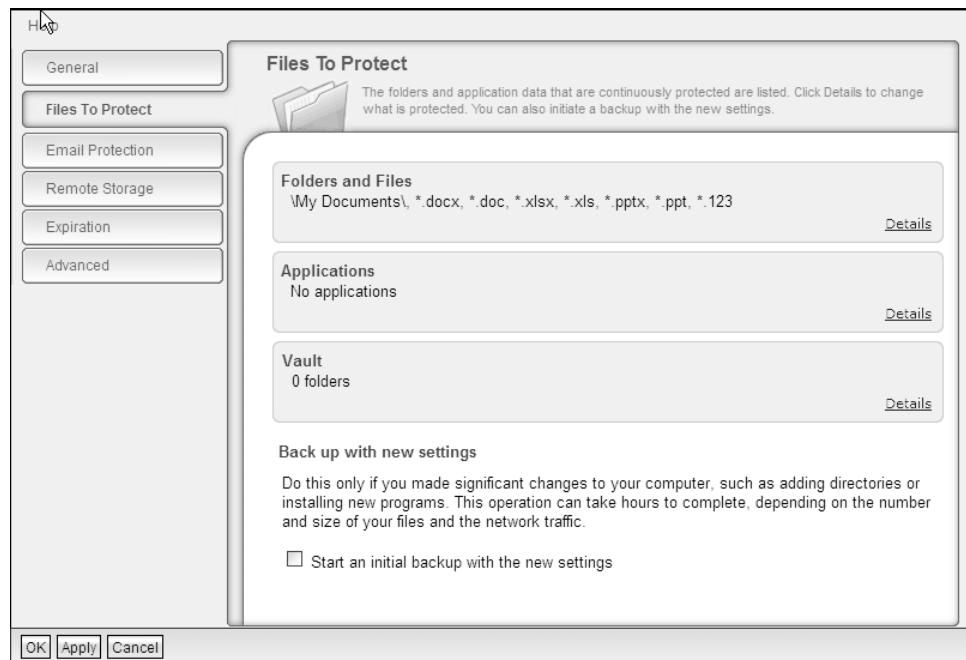 Help
General
Files To Protect
Email Protection
Remote Storage
Expiration
Advanced
Files To Protect
The folders and application data that are continuously protected are listed. Click Details to change
what is protected. You can also initiate a backup with the new settings.
Folders and Files
\My Documents\, *.docx, *.doc, *.xlsx, *.xls, *.pptx, *.ppt, *.123
Details
Applications
No applications
Details
Vault
0 folders
Details
Back up with new settings
Do this only if you made significant changes to your computer, such as adding directories or
installing new programs. This operation can take hours to complete, depending on the number
and size of your files and the network traffic.
Start an initial backup with the new settings
OK Apply Cancel